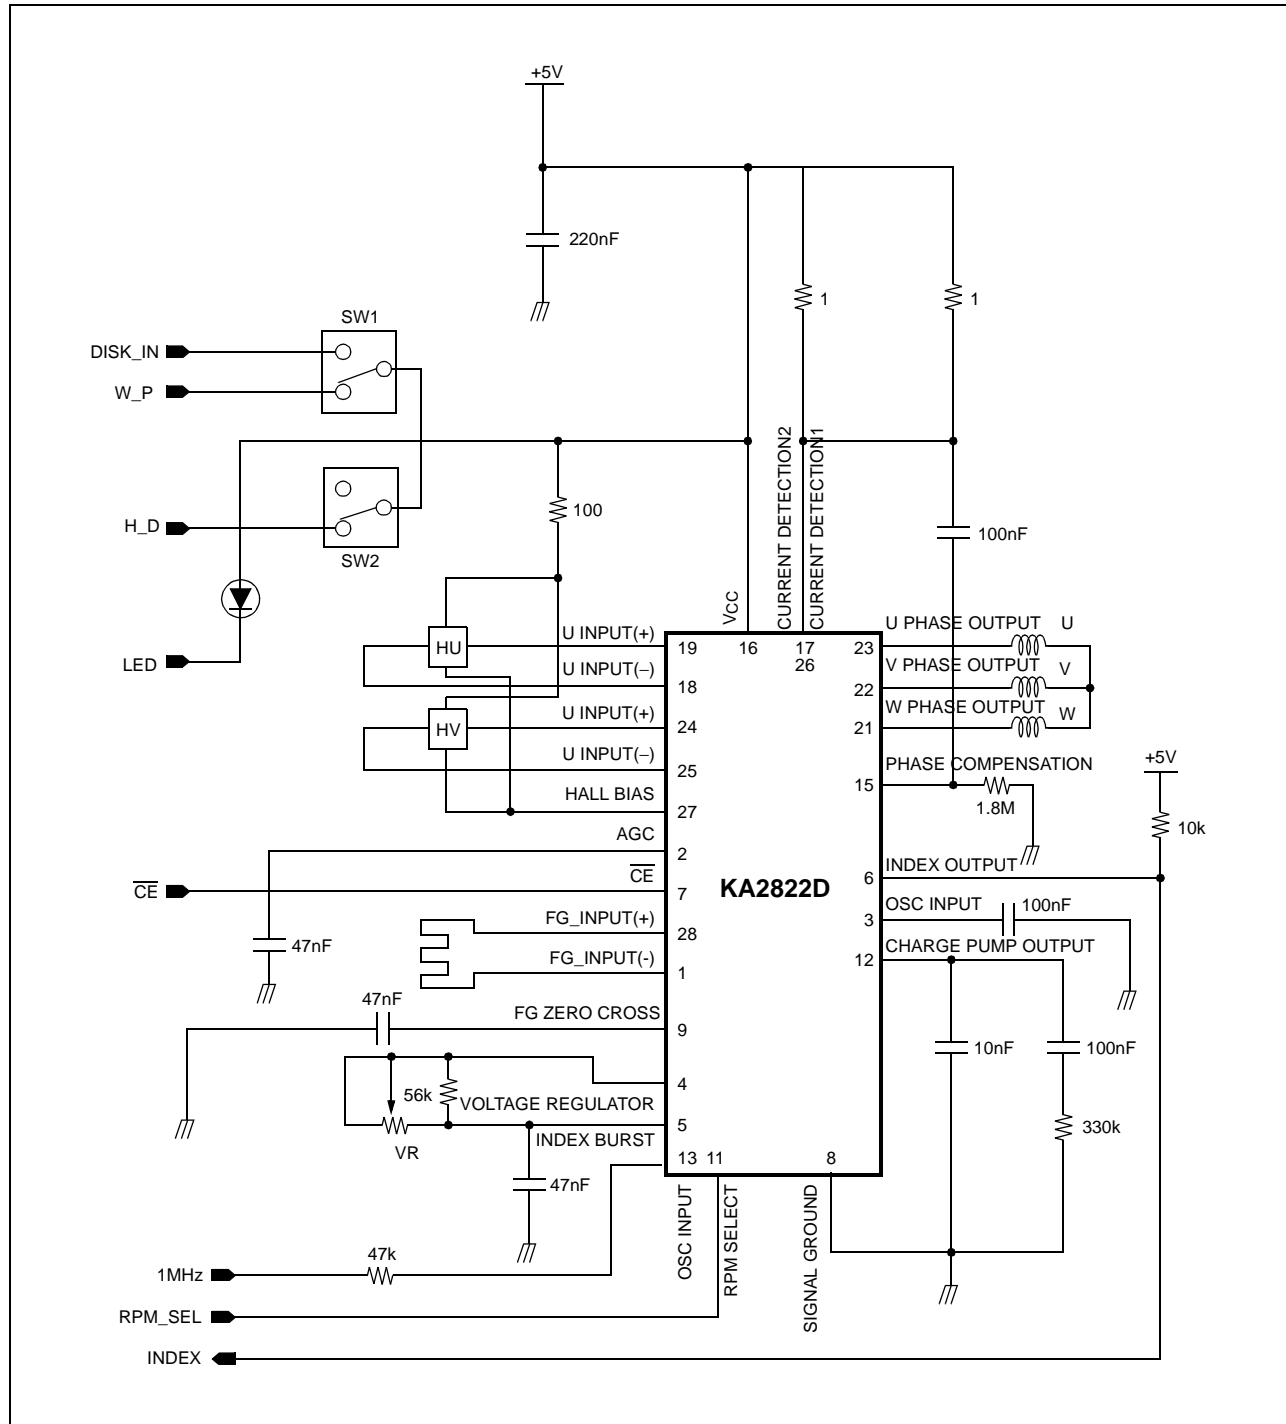 +5V
220nF
1
1
SW1
DISK_IN
W_P
H_D
SW2
100
100nF
LED
VCC
CURRENT DETECTION2
CURRENT DETECTION1
HU
HV
U INPUT(+)
U INPUT(−)
U INPUT(+)
U INPUT(−)
HALL BIAS
AGC
CE
CE
FG_INPUT(+)
FG_INPUT(-)
47nF
47nF
FG ZERO CROSS
56k
VOLTAGE REGULATOR
INDEX BURST
VR
47nF
19
18
24
25
27
2
7
28
1
9
4
5
13
11
8
16
17
26
23
22
21
15
6
3
12
KA2822D
U PHASE OUTPUT U
V PHASE OUTPUT V
W PHASE OUTPUT W
PHASE COMPENSATION
1.8M
+5V
10k
INDEX OUTPUT
OSC INPUT
100nF
CHARGE PUMP OUTPUT
10nF
100nF
330k
OSC INPUT
RPM SELECT
SIGNAL GROUND
47k
1MHz
RPM_SEL
INDEX